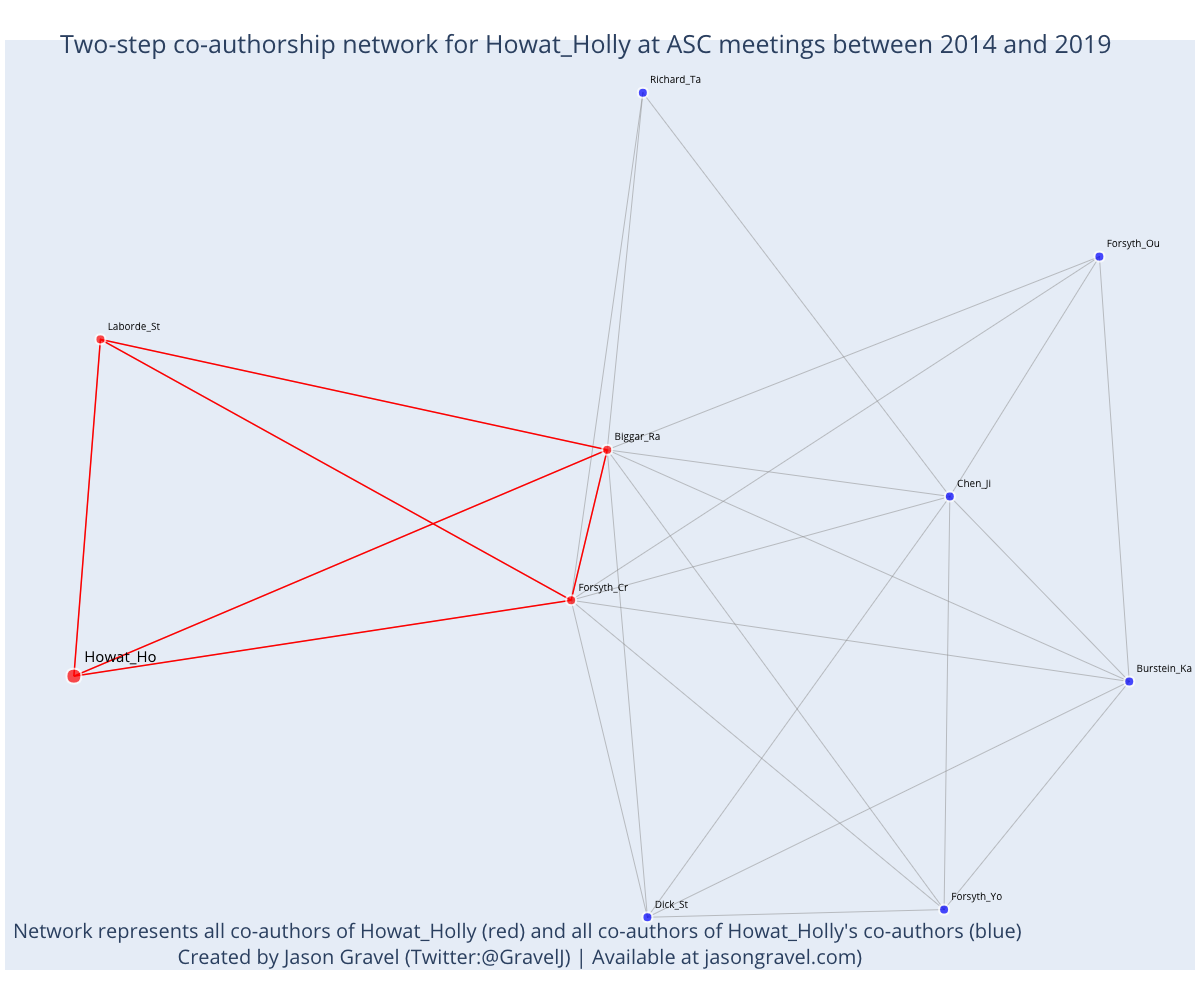 Two-step co-authorship network for Howat_Holly at ASC meetings between 2014 and 2019
Richard_Ta
Forsyth_Ou
Laborde_St
Biggar_Ra
Chen_Ji
Forsyth_Cr
Howat_Ho
Burstein_Ka
Forsyth_Yo
Dick_St
Network represents all co-authors of Howat_Holly (red) and all co-authors of Howat_Holly's co-authors (blue)
Created by Jason Gravel (Twitter:@GravelJ) | Available at jasongravel.com)